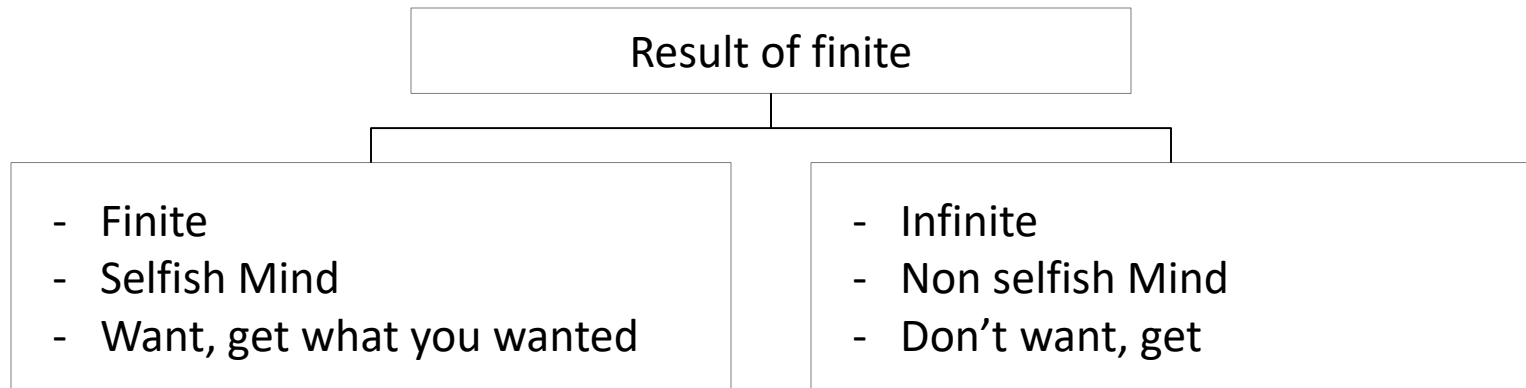 Result of finite
- Finite
- Selfish Mind
- Want, get what you wanted
- Infinite
- Non selfish Mind
- Don’t want, get